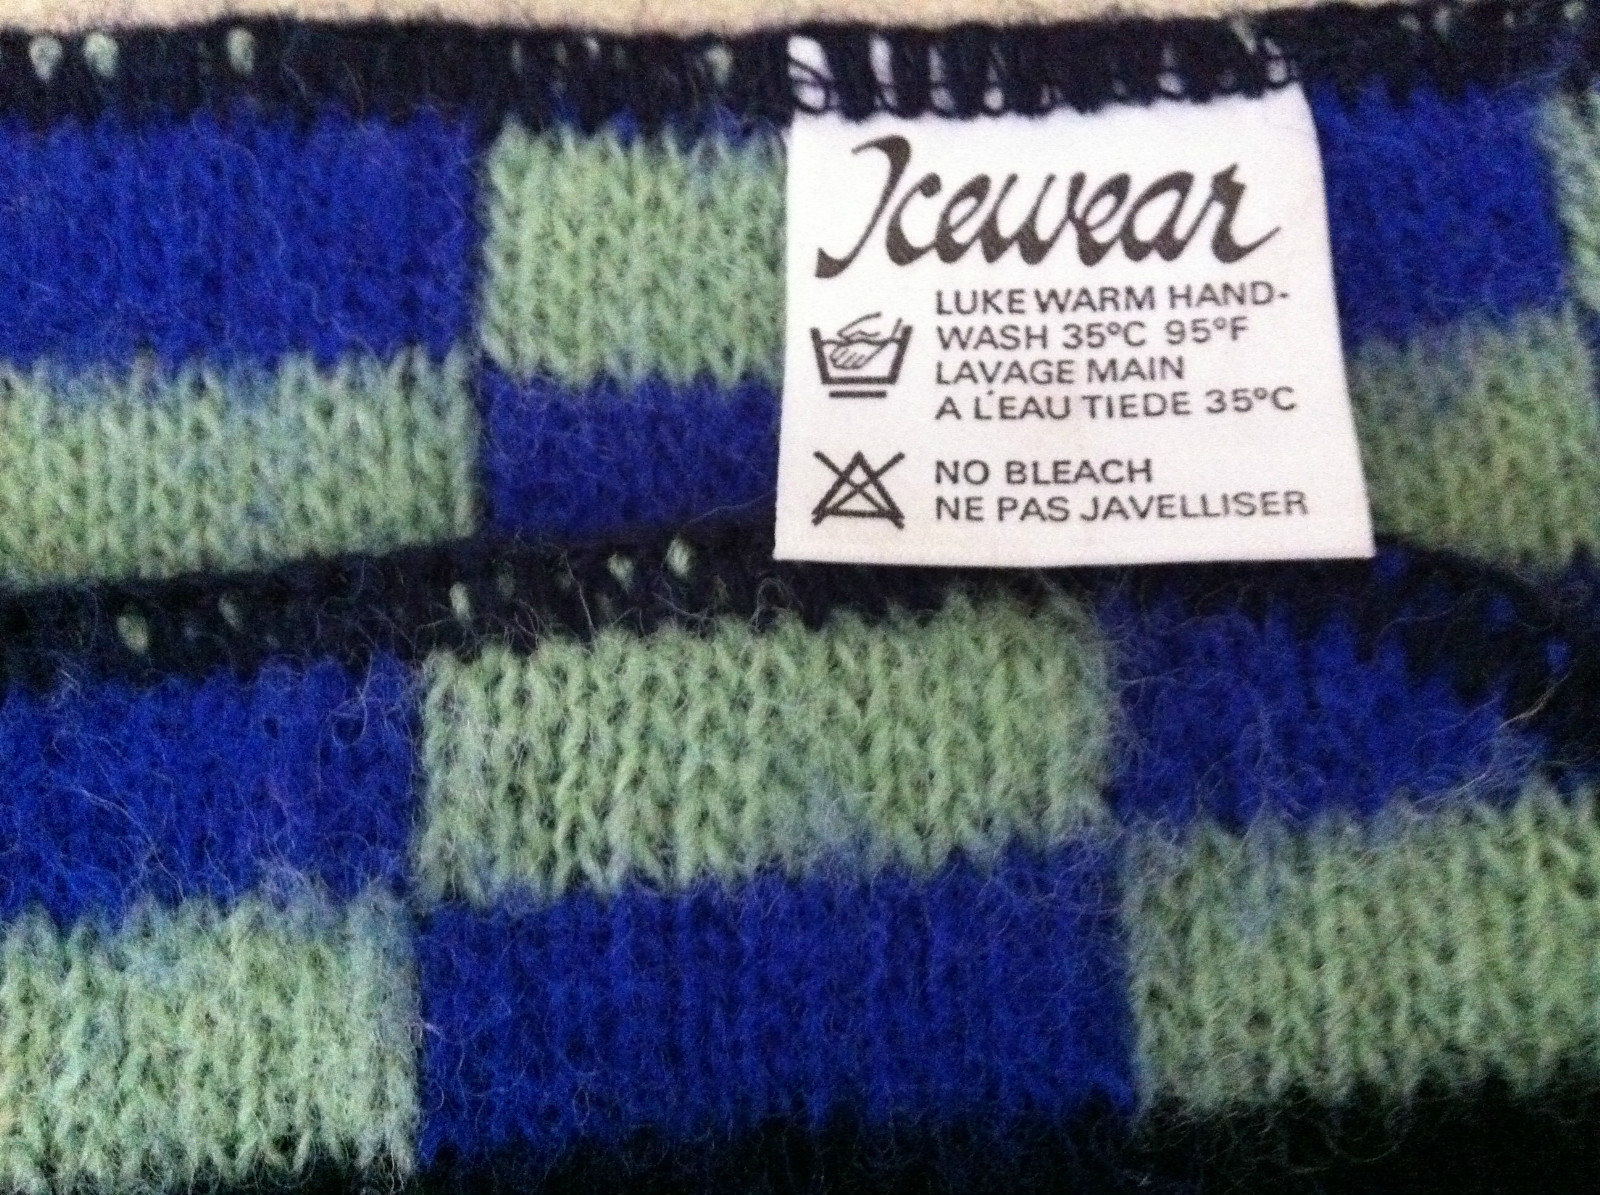 Icewear
LUKE WARM HAND-
WASH 35°C 95°F
LAVAGE MAIN
A L'EAU TIEDE 35°C
NO BLEACH
NE PAS JAVELLISER